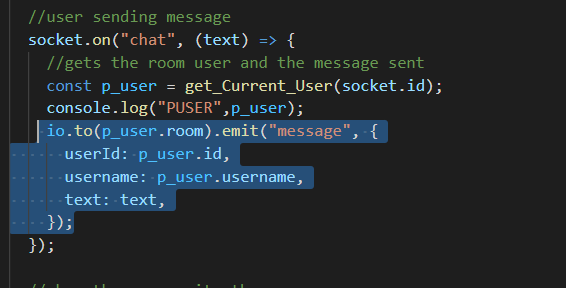 //user sending message
socket.on("chat", (text) => {
//gets the room user and the message sent
const p_user = get_Current_User(socket.id);
console.log("PUSER",p_user);
io.to(p_user.room).emit("message", {
userId: p_user.id,
username: p_user.username,
text: text,
});
});